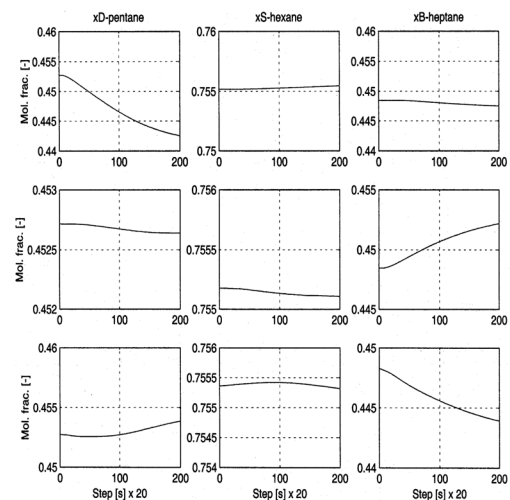 xD-pentane xS-hexane xB-heptane
0.46 0.76 0.46
0.455 0.455
Mol. frac. [-] 0.45 0.755 0.45
0.445 0.445
0.44 0.75 0.44
0 100 200 0 100 200 0 100 200
0.453 0.756 0.455
Mol. frac. [-] 0.4525 0.7555 0.45
0.452 0.755 0.445
0 100 200 0 100 200 0 100 200
0.46 0.756 0.45
0.7555
Mol. frac. [-] 0.455 0.755 0.445
0.7545
0.45 0.754 0.44
0 100 200 0 100 200 0 100 200
Step [s] x 20 Step [s] x 20 Step [s] x 20